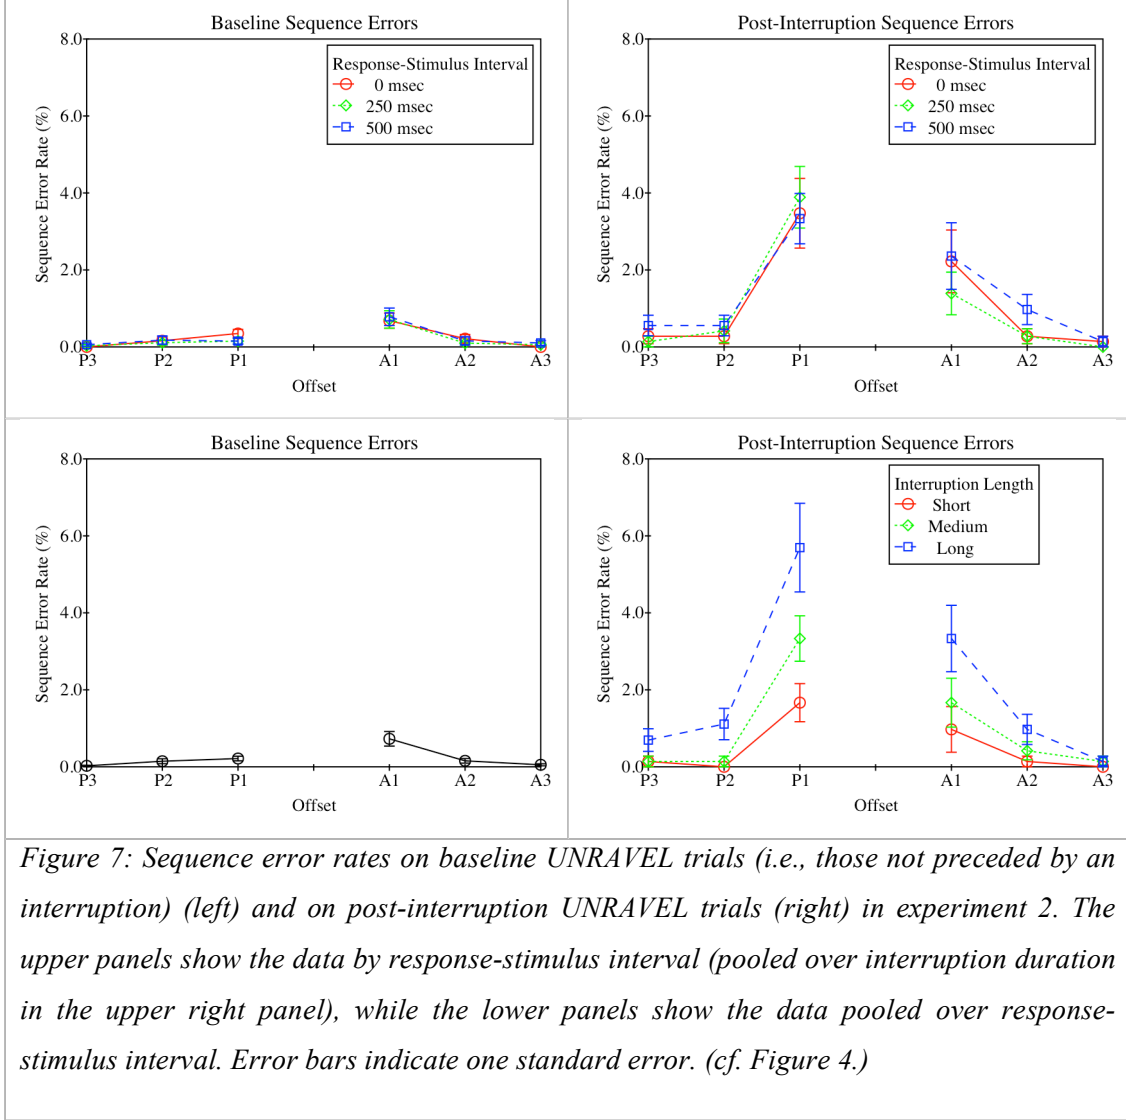 Baseline Sequence Errors
8.0
6.0
4.0
2.0
0.0
Sequence Error Rate (%)
Response-Stimulus Interval
0 msec
250 msec
500 msec
P3 P2 P1 A1 A2 A3
Offset
Post-Interruption Sequence Errors
8.0
6.0
4.0
2.0
0.0
Sequence Error Rate (%)
Response-Stimulus Interval
0 msec
250 msec
500 msec
P3 P2 P1 A1 A2 A3
Offset
Baseline Sequence Errors
8.0
6.0
4.0
2.0
0.0
Sequence Error Rate (%)
P3 P2 P1 A1 A2 A3
Offset
Post-Interruption Sequence Errors
8.0
6.0
4.0
2.0
0.0
Sequence Error Rate (%)
Interruption Length
Short
Medium
Long
P3 P2 P1 A1 A2 A3
Offset
Figure 7: Sequence error rates on baseline UNRAVEL trials (i.e., those not preceded by an
interruption) (left) and on post-interruption UNRAVEL trials (right) in experiment 2. The
upper panels show the data by response-stimulus interval (pooled over interruption duration
in the upper right panel), while the lower panels show the data pooled over response-
stimulus interval. Error bars indicate one standard error. (cf. Figure 4.)